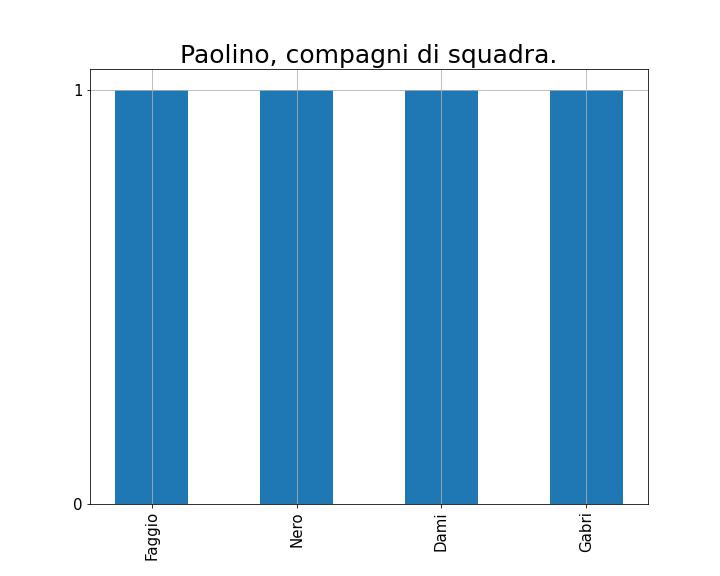 Paolino, compagni di squadra.
1
0
Faggio
Nero
Dami
Gabri